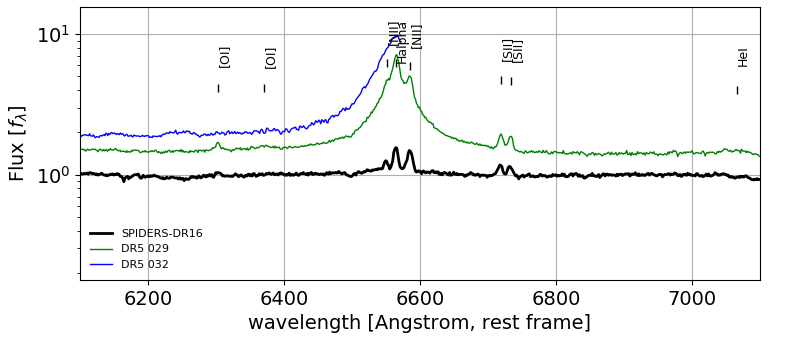 Flux [fλ]
10¹
10⁰
[OI]
[OI]
[NII]
Halpha
[NII]
[SII]
[SII]
HeI
SPIDERS-DR16
DR5 029
DR5 032
6200 6400 6600 6800 7000
wavelength [Angstrom, rest frame]